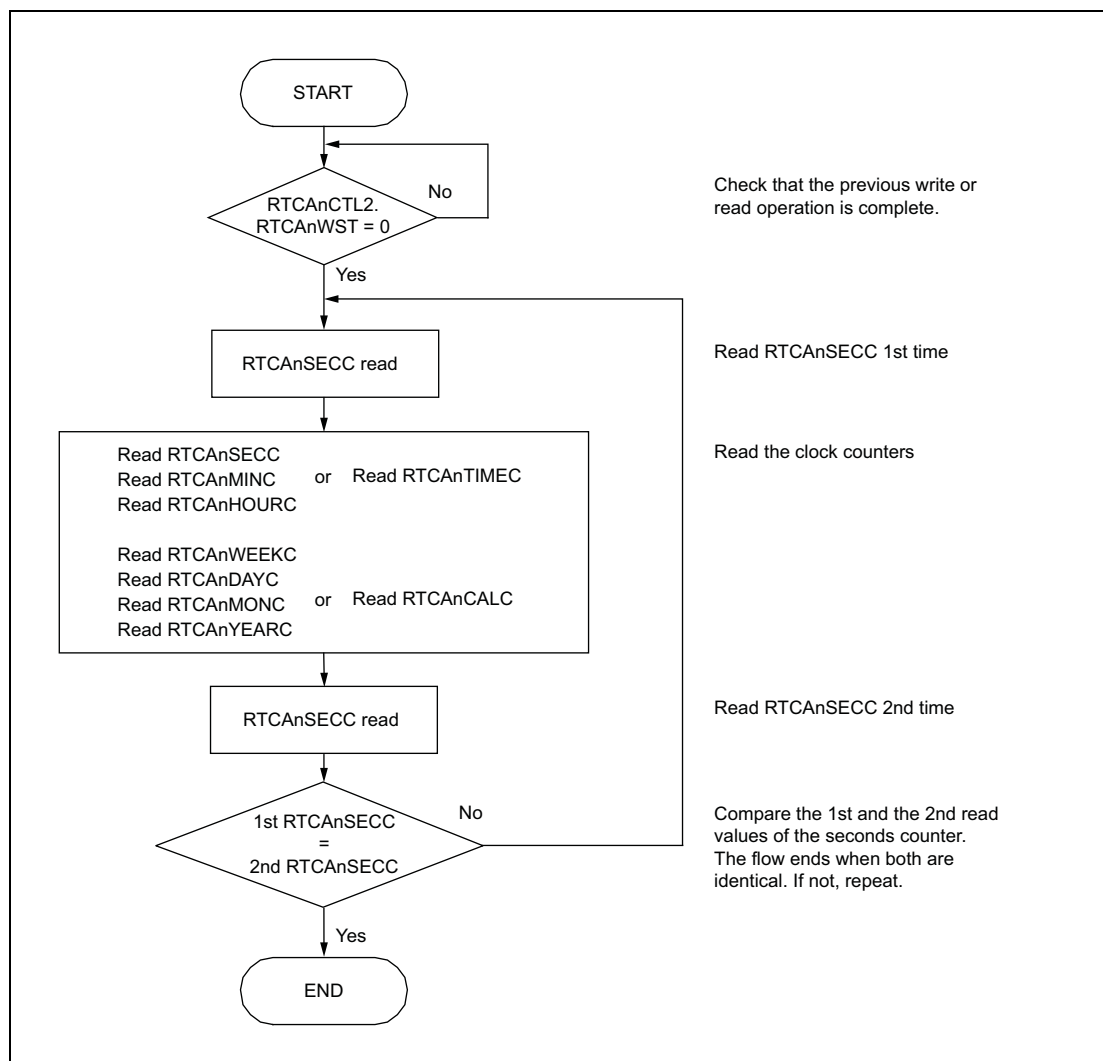 START
No
RTCAnCTL2.
RTCAnWST = 0
Check that the previous write or
read operation is complete.
Yes
RTCAnSECC read
Read RTCAnSECC 1st time
Read RTCAnSECC
Read RTCAnMINC or Read RTCAnTIMEC
Read RTCAnHOURC
Read the clock counters
Read RTCAnWEEKC
Read RTCAnDAYC
Read RTCAnMONC or Read RTCAnCALC
Read RTCAnYEARC
RTCAnSECC read
Read RTCAnSECC 2nd time
No
1st RTCAnSECC
=
2nd RTCAnSECC
Compare the 1st and the 2nd read
values of the seconds counter.
The flow ends when both are
identical. If not, repeat.
Yes
END